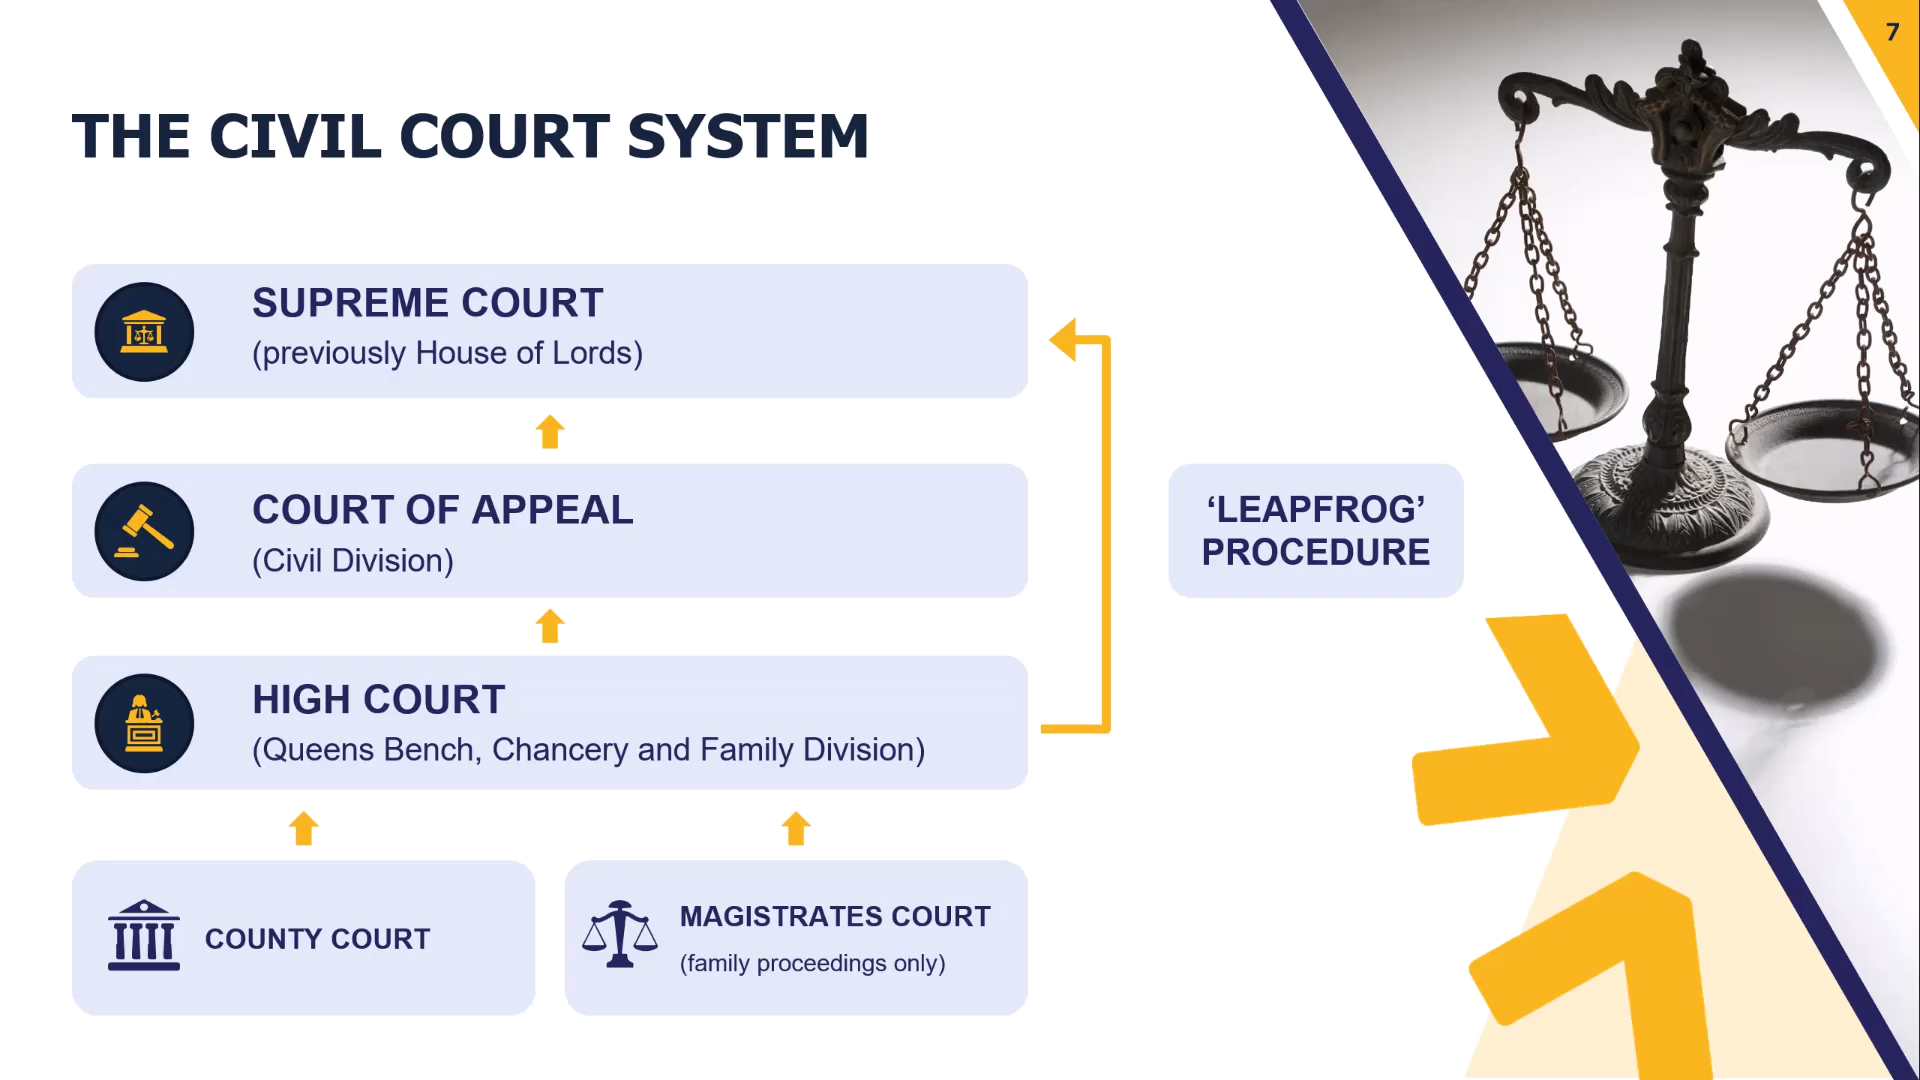 7
THE CIVIL COURT SYSTEM
SUPREME COURT
(previously House of Lords)
COURT OF APPEAL
(Civil Division)
‘LEAPFROG’
PROCEDURE
HIGH COURT
(Queens Bench, Chancery and Family Division)
COUNTY COURT
MAGISTRATES COURT
(family proceedings only)